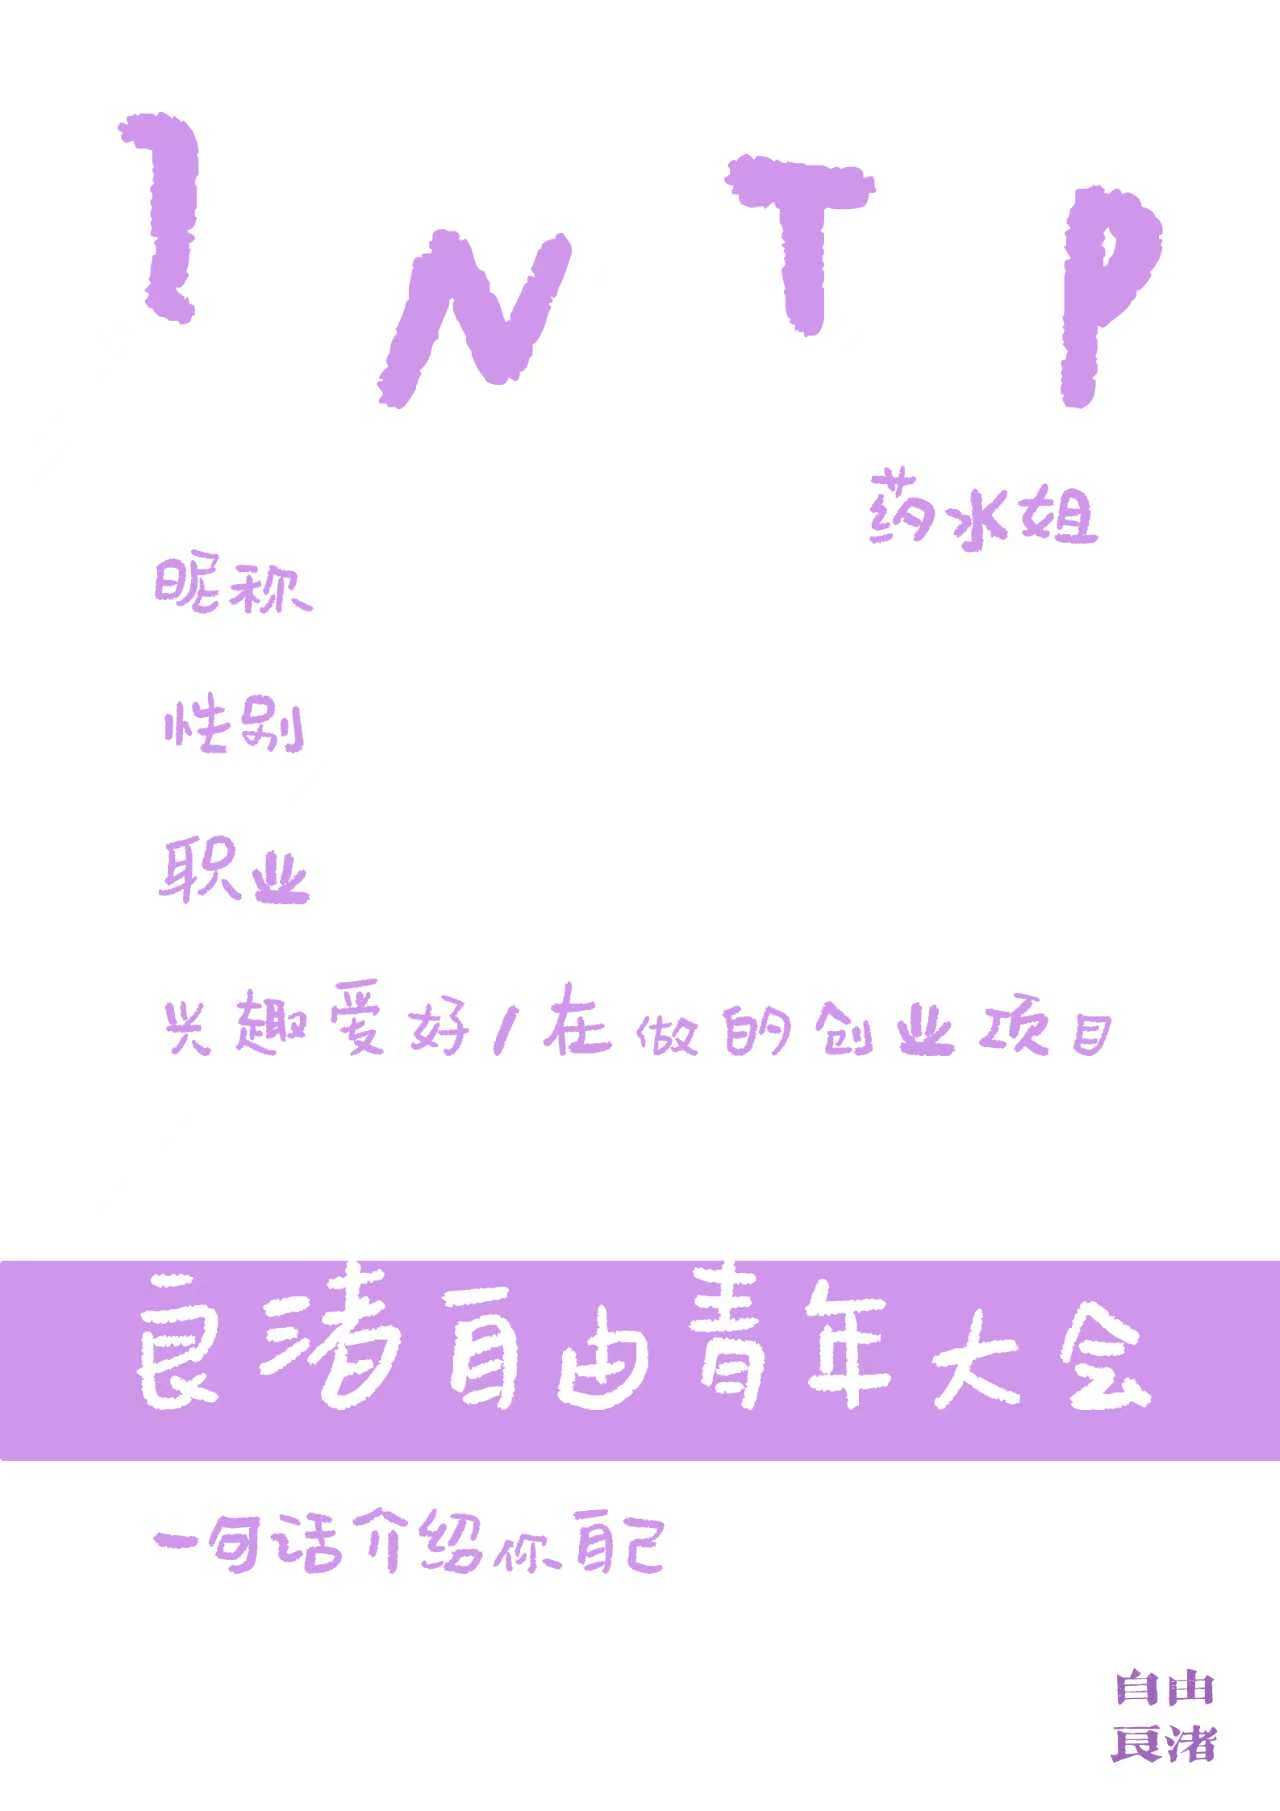 INTP
药水姐
昵称
性别
职业
兴趣爱好/在做的创业项目
良渚自由青年大会
一句话介绍你自己
自由
良渚